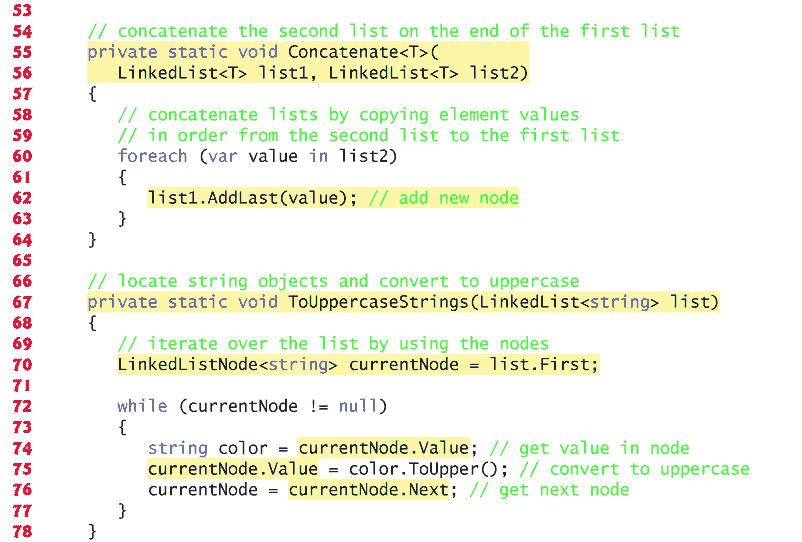 53
54 // concatenate the second list on the end of the first list
55 private static void Concatenate<T>(
56 LinkedList<T> list1, LinkedList<T> list2)
57 {
58 // concatenate lists by copying element values
59 // in order from the second list to the first list
60 foreach (var value in list2)
61 {
62 list1.AddLast(value); // add new node
63 }
64 }
65
66 // locate string objects and convert to uppercase
67 private static void ToUppercaseStrings(LinkedList<string> list)
68 {
69 // iterate over the list by using the nodes
70 LinkedListNode<string> currentNode = list.First;
71
72 while (currentNode != null)
73 {
74 string color = currentNode.Value; // get value in node
75 currentNode.Value = color.ToUpper(); // convert to uppercase
76 currentNode = currentNode.Next; // get next node
77 }
78 }